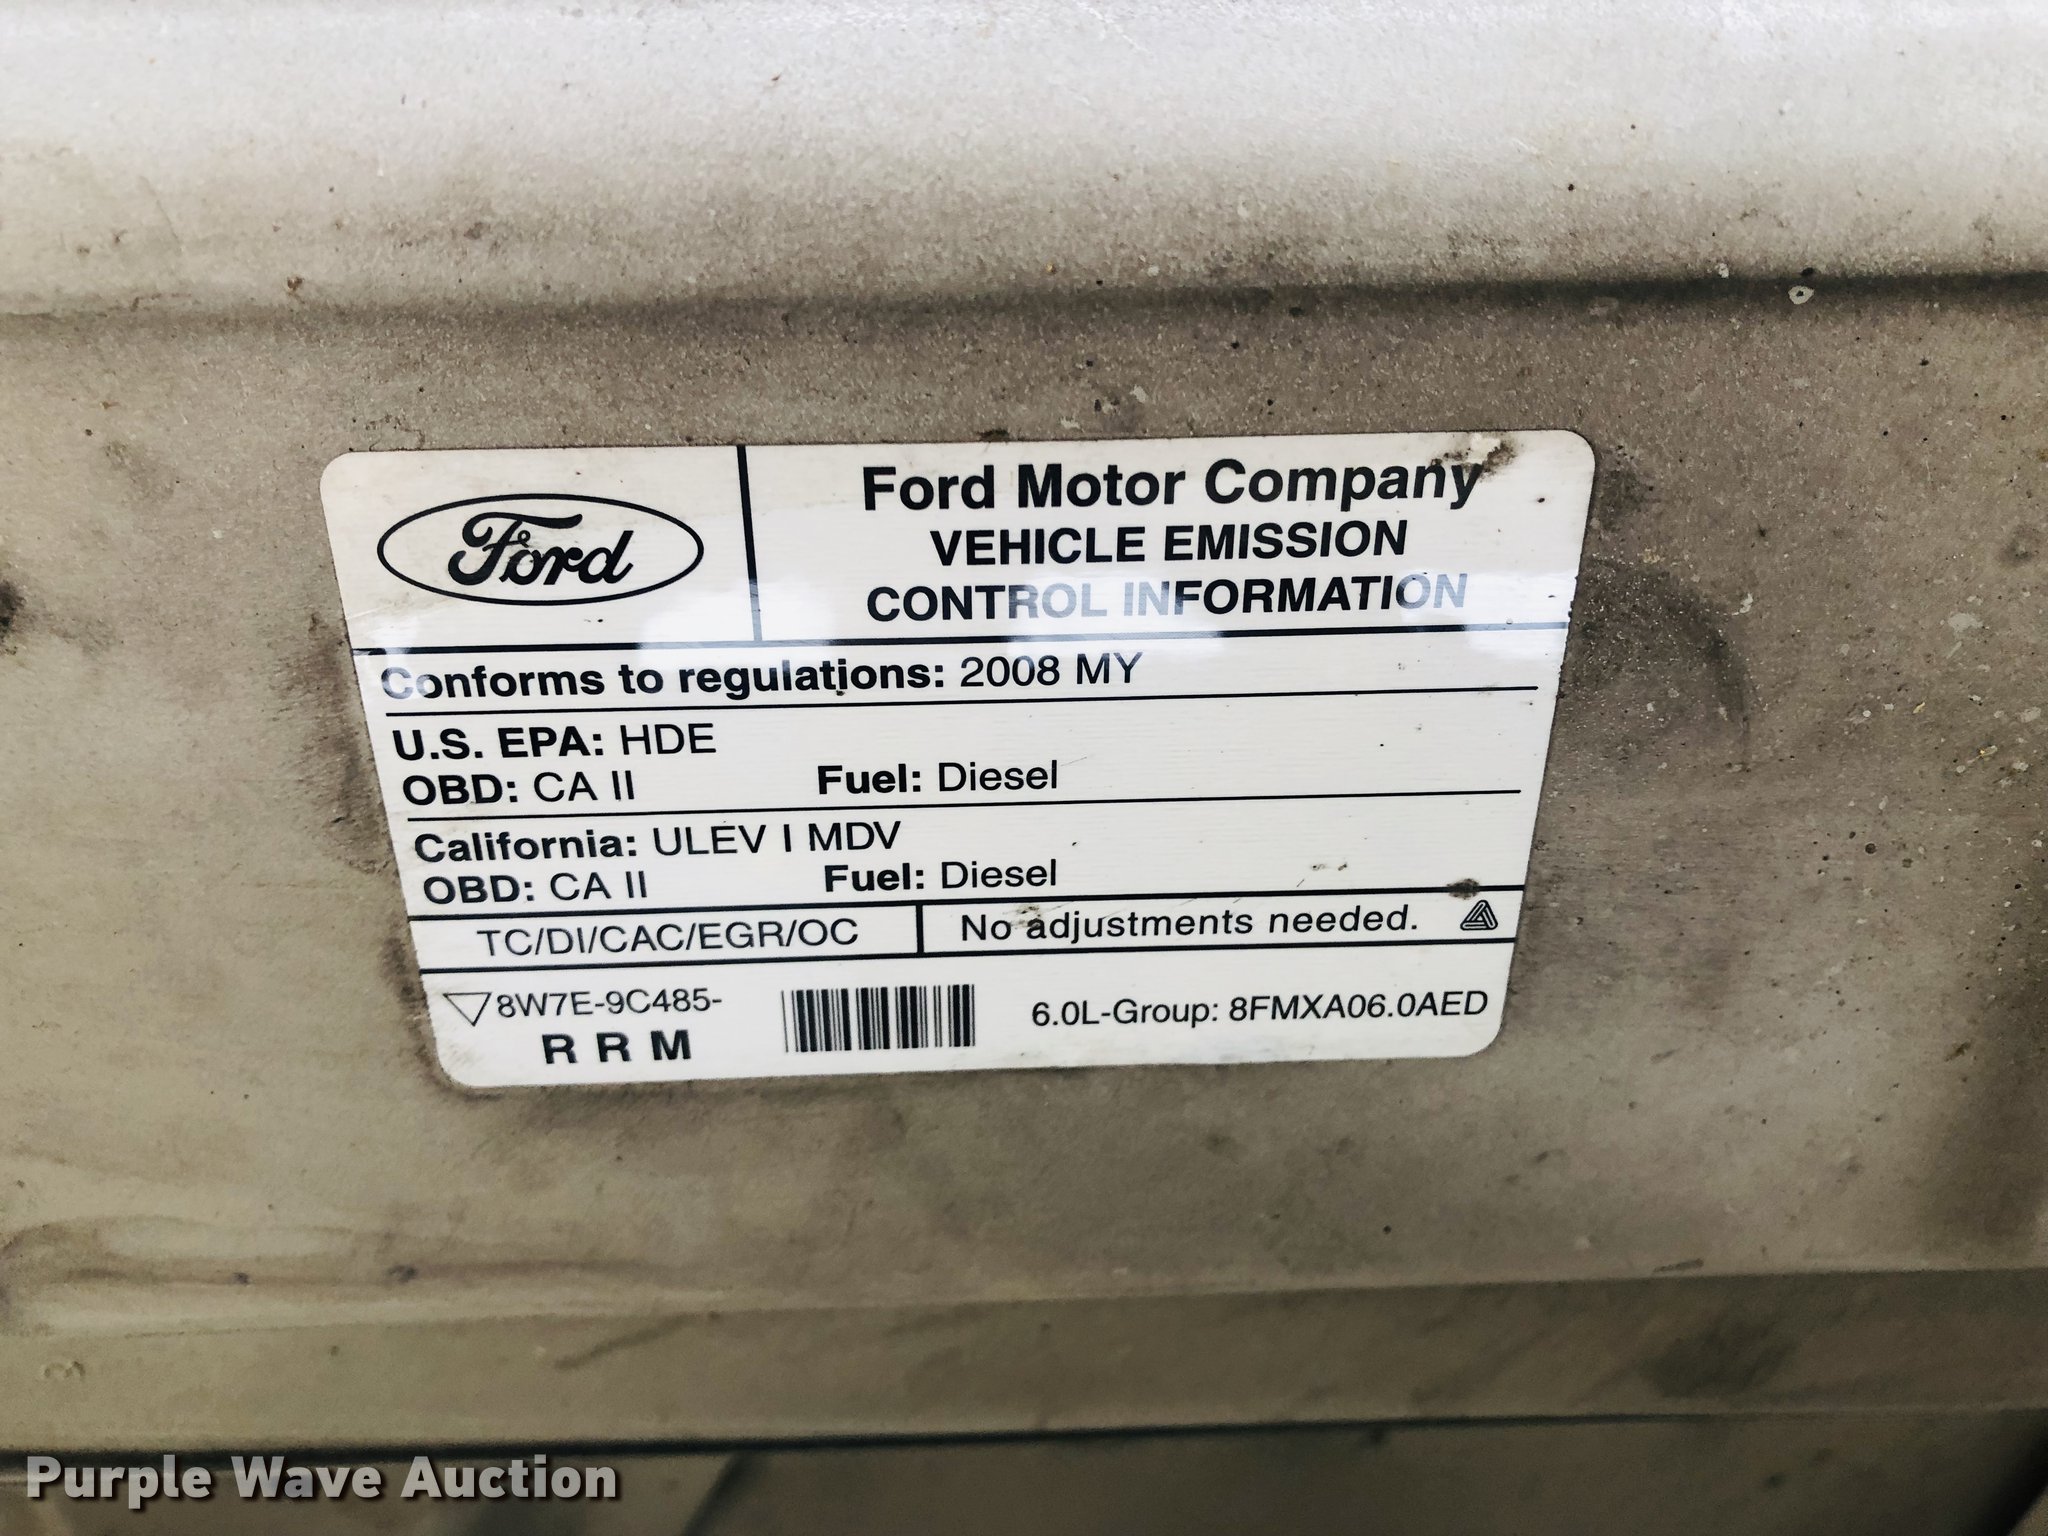 Ford
Ford Motor Company
VEHICLE EMISSION
CONTROL INFORMATION
Conforms to regulations: 2008 MY
U.S. EPA: HDE
OBD: CA II Fuel: Diesel
California: ULEV I MDV
OBD: CA II Fuel: Diesel
TC/DI/CAC/EGR/OC No adjustments needed.
8W7E-9C485-
R R M
6.0L-Group: 8FMXA06.0AED
Purple Wave Auction